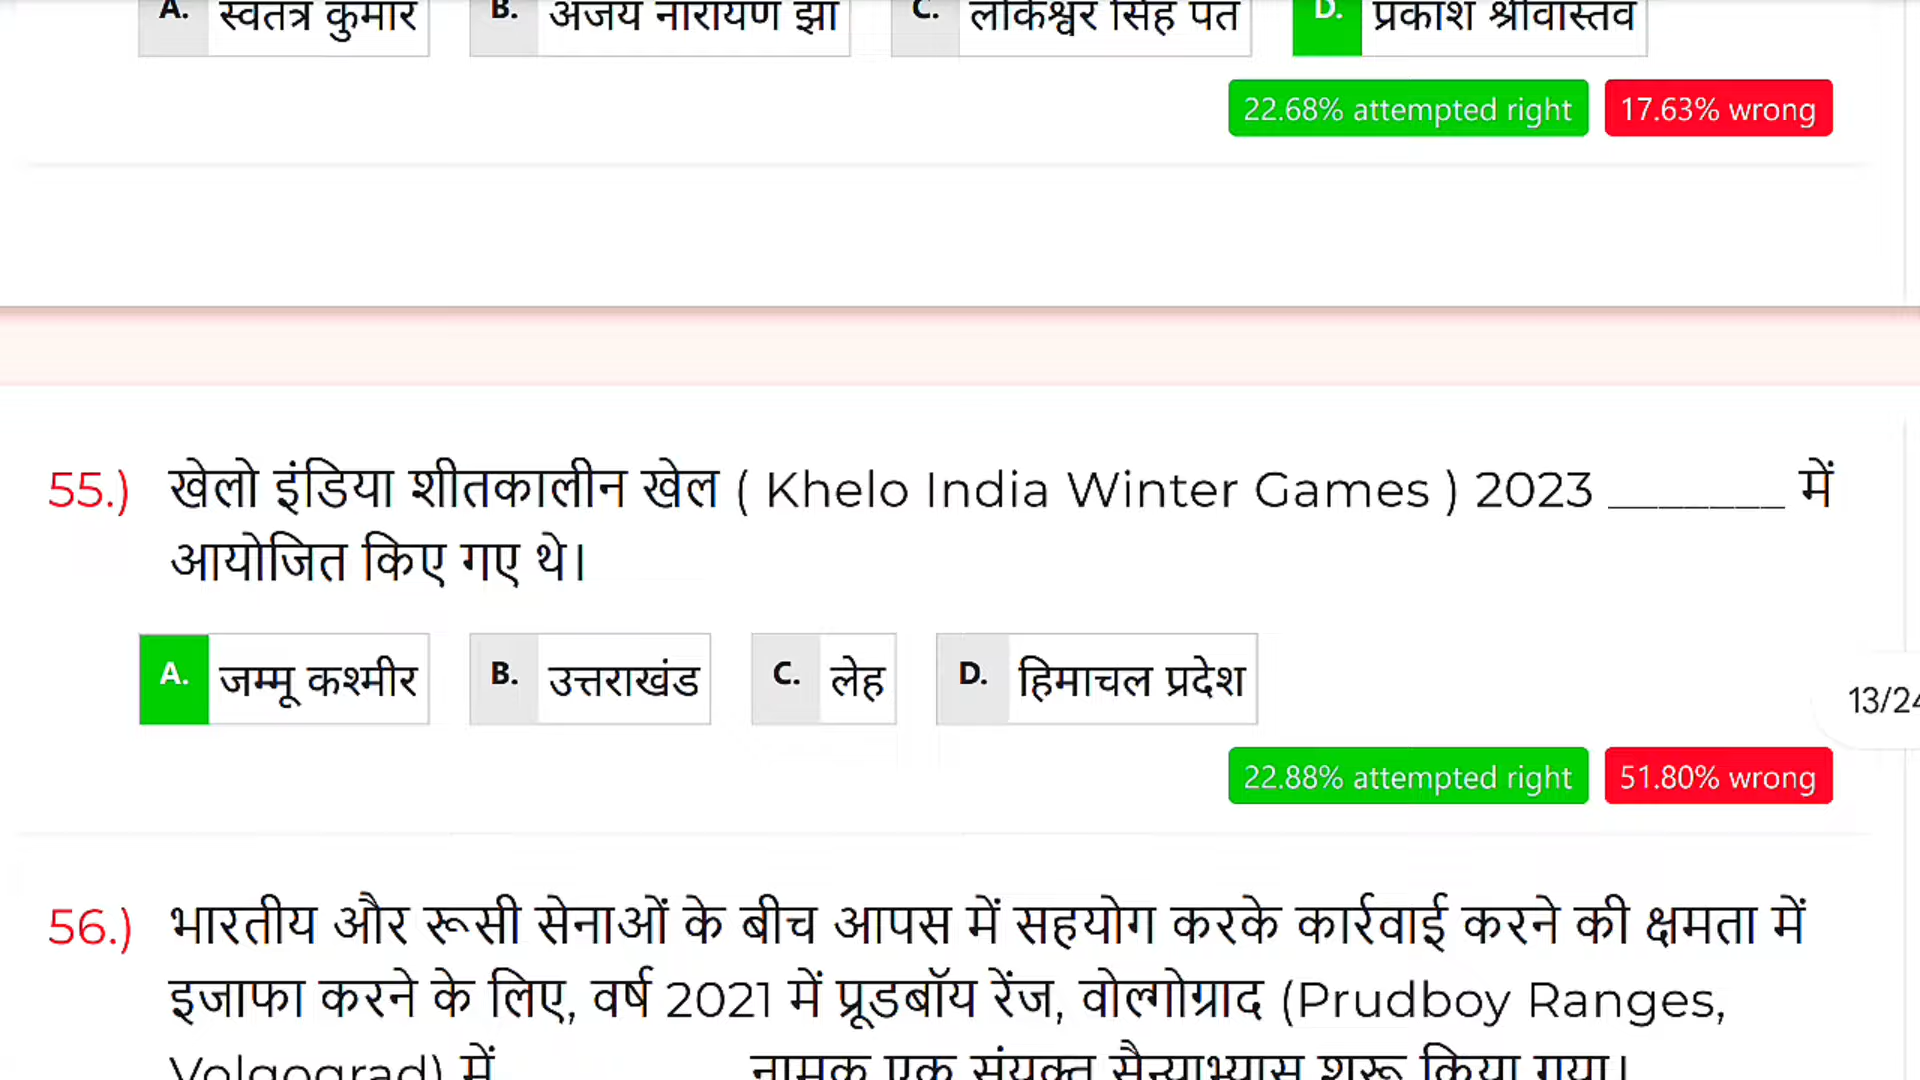 A. स्वतंत्र कुमार B. अजय नारायण झा C. लोकेश्वर सिंह पंत D. प्रकाश श्रीवास्तव
22.68% attempted right 17.63% wrong
55.) खेलो इंडिया शीतकालीन खेल ( Khelo India Winter Games ) 2023 _______ में
आयोजित किए गए थे।
A. जम्मू कश्मीर B. उत्तराखंड C. लेह D. हिमाचल प्रदेश
13/24
22.88% attempted right 51.80% wrong
56.) भारतीय और रूसी सेनाओं के बीच आपस में सहयोग करके कार्रवाई करने की क्षमता में
इजाफा करने के लिए, वर्ष 2021 में प्रूडबॉय रेंज, वोल्गोग्राद (Prudboy Ranges,
Volgograd) में नामक एक संयुक्त सैन्याभ्यास शुरू किया गया।